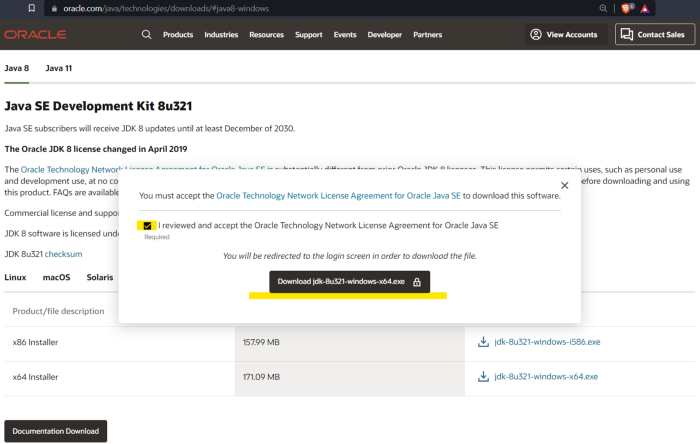 oracle.com/java/technologies/downloads/#java8-windows
6
ORACLE
Products Industries Resources Support Events Developer Partners
View Accounts
Contact Sales
Java 8 Java 11
Java SE Development Kit 8u321
Java SE subscribers will receive JDK 8 updates until at least December of 2030.
The Oracle JDK 8 license changed in April 2019
The Oracle Technology Network License Agreement for Oracle Java SE is substantially different from prior Oracle JDK 8 licenses. This license permits certain uses, such as personal use
and development use, at no co
efore downloading and using
this product. FAQs are available
Commercial license and suppo
JDK 8 software is licensed unde
JDK 8u321 checksum
You must accept the Oracle Technology Network License Agreement for Oracle Java SE to download this software.
I reviewed and accept the Oracle Technology Network License Agreement for Oracle Java SE
Required
You will be redirected to the login screen in order to download the file.
Download jdk-8u321-windows-x64.exe
Linux macOS Solaris
Product/file description
x86 Installer 157.99 MB jdk-8u321-windows-i586.exe
x64 Installer 171.09 MB jdk-8u321-windows-x64.exe
Documentation Download